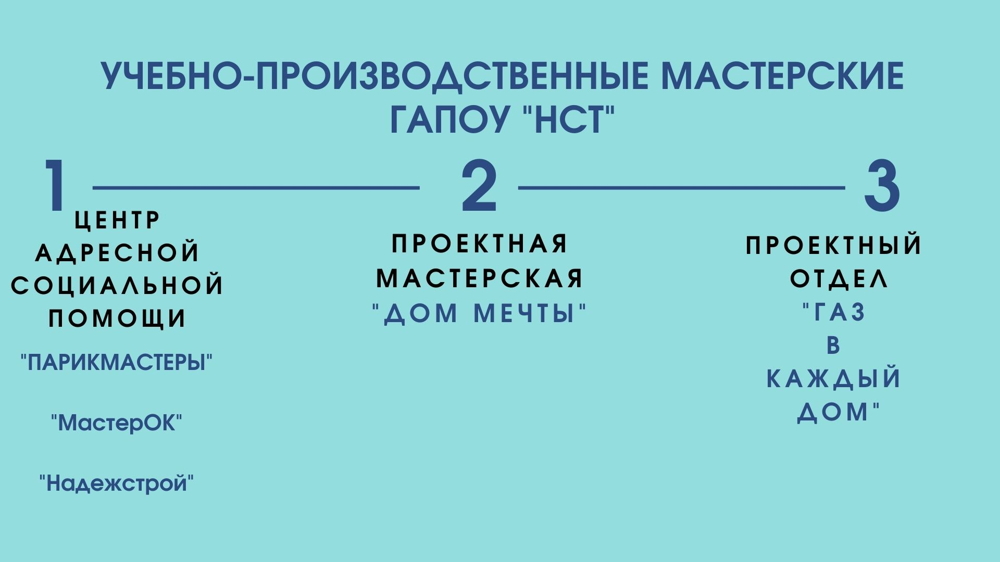 УЧЕБНО-ПРОИЗВОДСТВЕННЫЕ МАСТЕРСКИЕ
ГАПОУ "НСТ"
1
ЦЕНТР
АДРЕСНОЙ
СОЦИАЛЬНОЙ
ПОМОЩИ
"ПАРИКМАСТЕРЫ"
"МастерОК"
"Надежстрой"
2
ПРОЕКТНАЯ
МАСТЕРСКАЯ
"ДОМ МЕЧТЫ"
3
ПРОЕКТНЫЙ
ОТДЕЛ
"ГАЗ
В
КАЖДЫЙ
ДОМ"